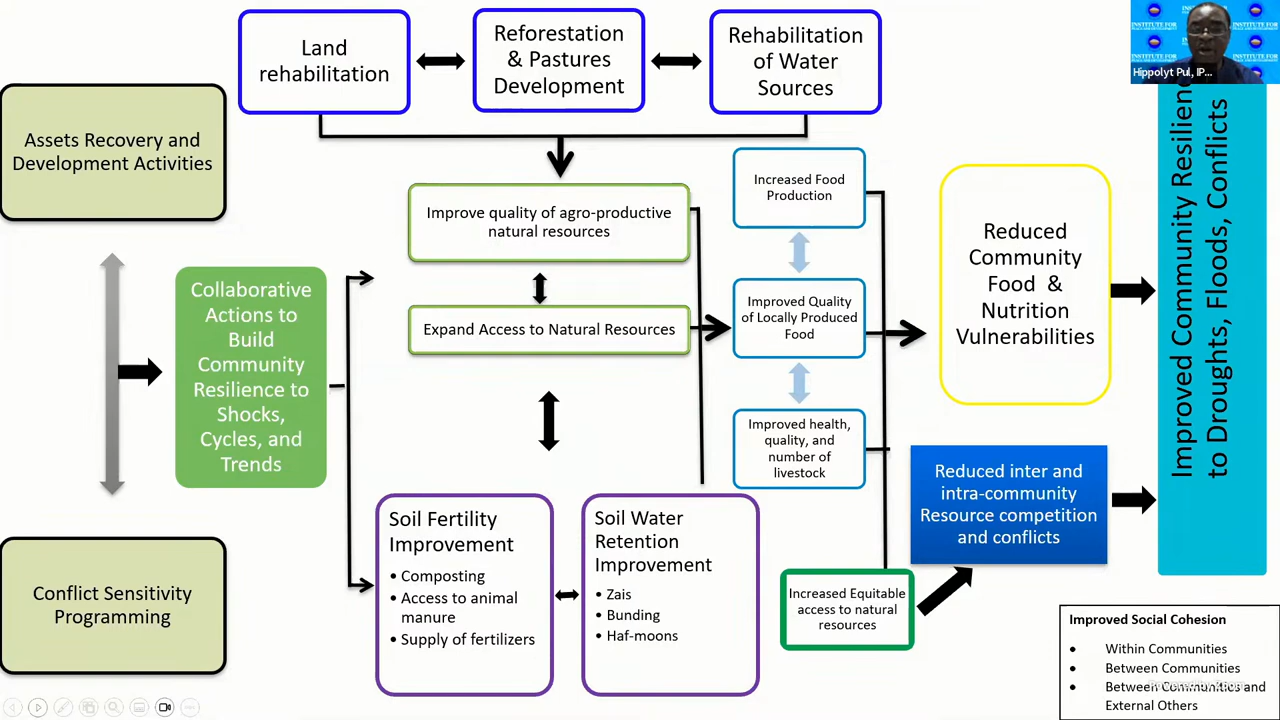 Land
rehabilitation
Reforestation
& Pastures
Development
Rehabilitation
of Water
Sources
INSTITUTE FOR
Hippolyt Pul, IP...
Assets Recovery and
Development Activities
Improve quality of agro-productive
natural resources
Expand Access to Natural Resources
Collaborative
Actions to
Build
Community
Resilience to
Shocks,
Cycles, and
Trends
Increased Food
Production
Improved Quality
of Locally Produced
Food
Improved health,
quality, and
number of
livestock
Reduced
Community
Food &
Nutrition
Vulnerabilities
Improved Community Resilienc
to Droughts, Floods, Conflicts
Reduced inter and
intra-community
Resource competition
and conflicts
Conflict Sensitivity
Programming
Soil Fertility
Improvement
• Composting
• Access to animal
manure
• Supply of fertilizers
Soil Water
Retention
Improvement
• Zais
• Bunding
• Haf-moons
Increased Equitable
access to natural
resources
Improved Social Cohesion
• Within Communities
• Between Communities
• Between Communities and
External Others